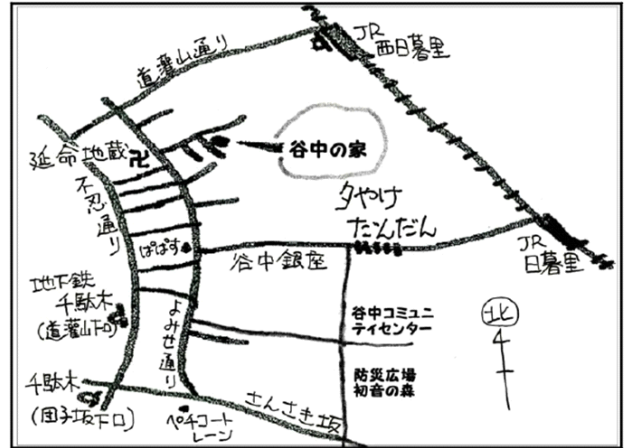 道灌山通り
JR
西日暮里
延命地蔵卍
谷中の家
不忍通り
夕やけ
だんだん
ぱぱす
谷中銀座
JR
日暮里
地下鉄
千駄木
(道灌山下口)
よみせ通り
谷中コミュニ
テイセンター
北
防災広場
初音の森
千駄木
(団子坂下口)
ペチコート
レーン
さんさき坂